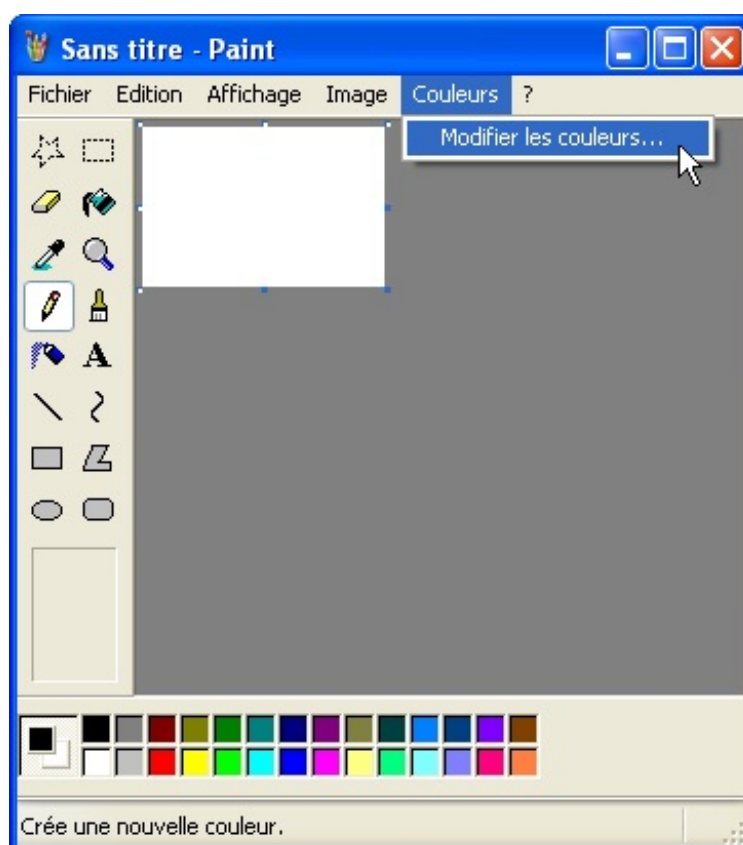 Sans titre - Paint
Fichier Edition Affichage Image Couleurs ?
Modifier les couleurs...
A
Crée une nouvelle couleur.